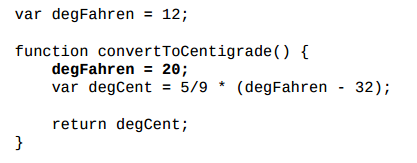 var degFahren = 12;
function convertToCentigrade() {
degFahren = 20;
var degCent = 5/9 * (degFahren - 32);
return degCent;
}